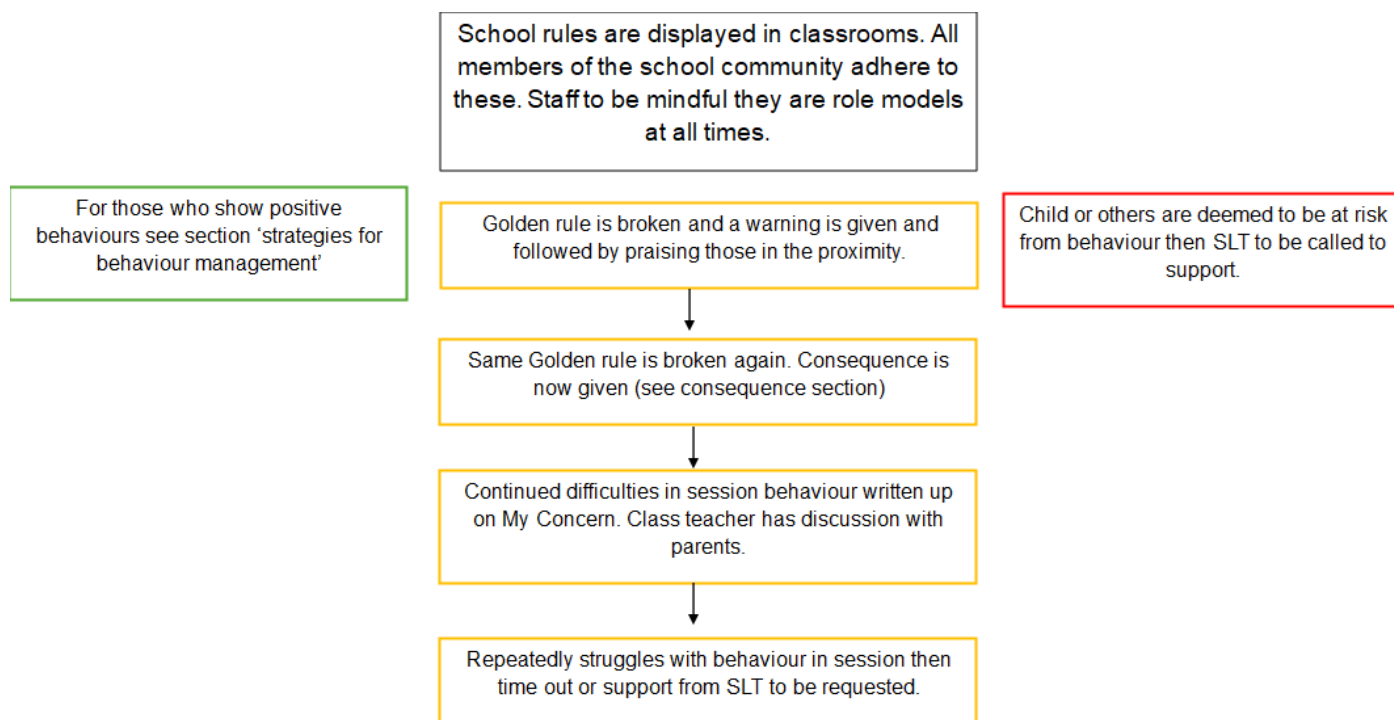 School rules are displayed in classrooms. All
members of the school community adhere to
these. Staff to be mindful they are role models
at all times.
For those who show positive
behaviours see section ‘strategies for
behaviour management’
Golden rule is broken and a warning is given and
followed by praising those in the proximity.
Child or others are deemed to be at risk
from behaviour then SLT to be called to
support.
Same Golden rule is broken again. Consequence is
now given (see consequence section)
Continued difficulties in session behaviour written up
on My Concern. Class teacher has discussion with
parents.
Repeatedly struggles with behaviour in session then
time out or support from SLT to be requested.